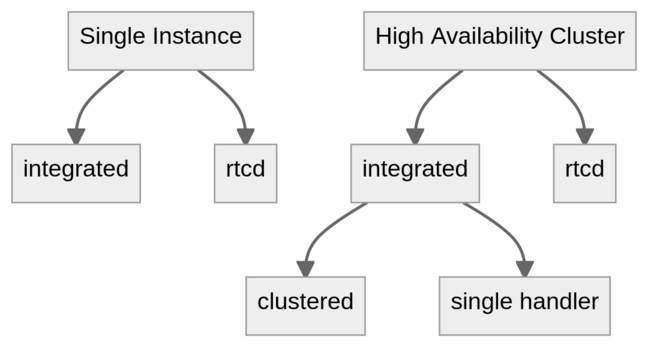 Single Instance
High Availability Cluster
integrated
rtcd
integrated
rtcd
clustered
single handler